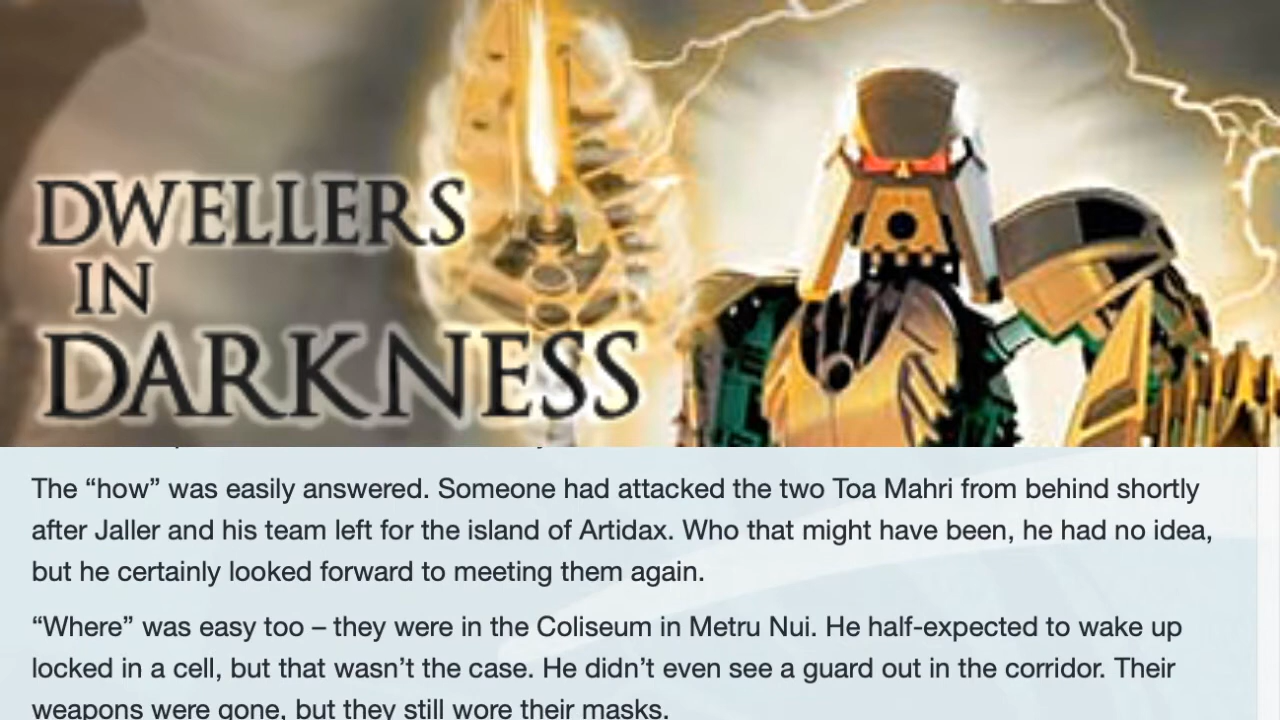 DWELLERS
IN
DARKNESS
The “how” was easily answered. Someone had attacked the two Toa Mahri from behind shortly
after Jaller and his team left for the island of Artidax. Who that might have been, he had no idea,
but he certainly looked forward to meeting them again.
“Where” was easy too – they were in the Coliseum in Metru Nui. He half-expected to wake up
locked in a cell, but that wasn’t the case. He didn’t even see a guard out in the corridor. Their
weapons were gone, but they still wore their masks.